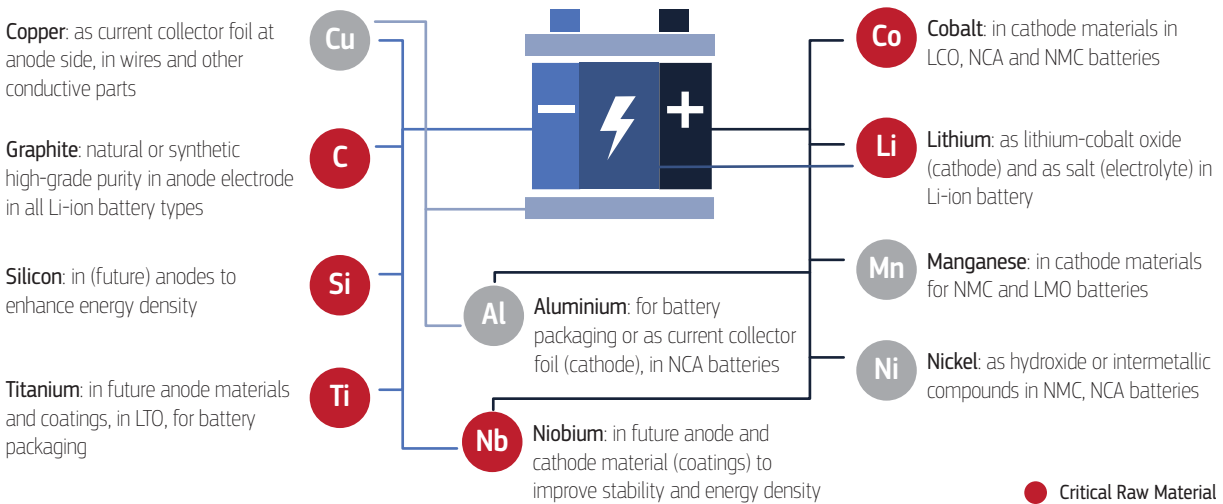 Copper: as current collector foil at
anode side, in wires and other
conductive parts
Cu
Graphite: natural or synthetic
high-grade purity in anode electrode
in all Li-ion battery types
C
Silicon: in (future) anodes to
enhance energy density
Si
Titanium: in future anode materials
and coatings, in LTO, for battery
packaging
Ti
Al
Aluminium: for battery
packaging or as current collector
foil (cathode), in NCA batteries
Nb
Niobium: in future anode and
cathode material (coatings) to
improve stability and energy density
− +
Co
Cobalt: in cathode materials in
LCO, NCA and NMC batteries
Li
Lithium: as lithium-cobalt oxide
(cathode) and as salt (electrolyte) in
Li-ion battery
Mn
Manganese: in cathode materials
for NMC and LMO batteries
Ni
Nickel: as hydroxide or intermetallic
compounds in NMC, NCA batteries
Critical Raw Material